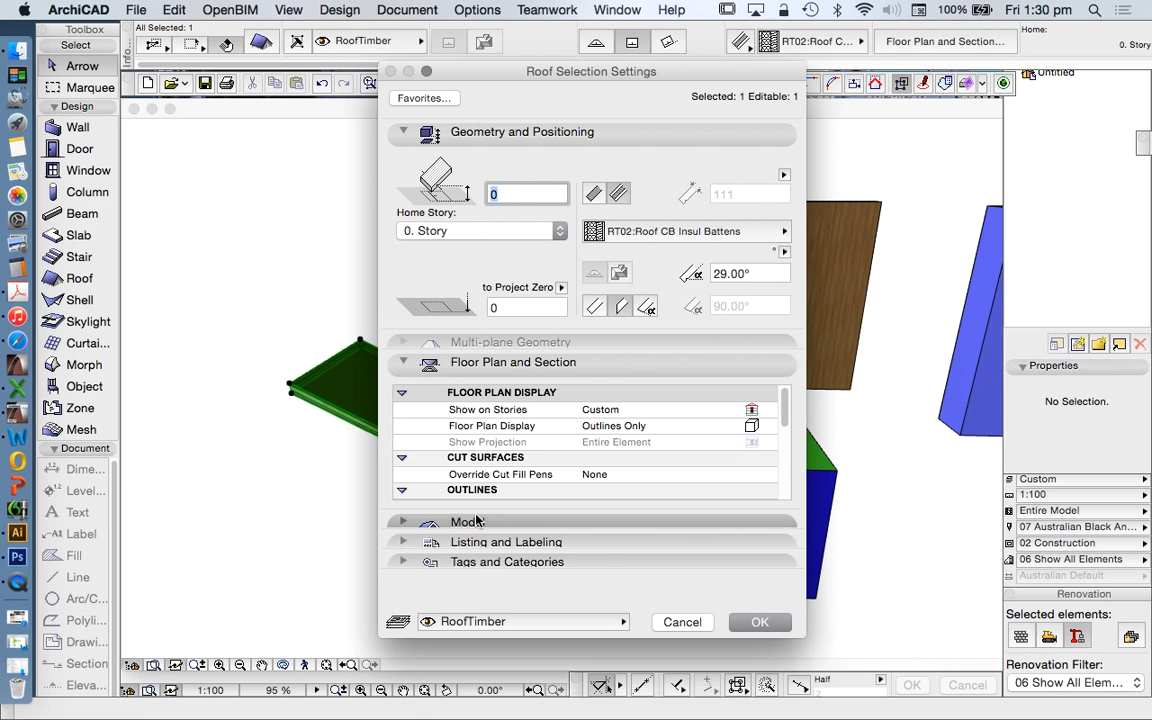 ArchiCAD File Edit OpenBIM View Design Document Options Teamwork Window Help 100% Fri 1:30 pm
Toolbox
Select
Arrow
Marquee
Design
Wall
Door
Window
Column
Beam
Slab
Stair
Roof
Shell
Skylight
Curtai...
Morph
Object
Zone
Mesh
Document
Dime...
Level...
Text
Label
Fill
Line
Arc/C...
Polyli...
Drawi...
Section
Eleva...
Info...
All Selected: 1
RoofTimber
RT02:Roof C...
Floor Plan and Section...
Home:
0. Story
Roof Selection Settings
Favorites...
Selected: 1 Editable: 1
Geometry and Positioning
0
111
Home Story:
0. Story
RT02:Roof CB Insul Battens
°
29.00°
to Project Zero
0
90.00°
Multi-plane Geometry
Floor Plan and Section
FLOOR PLAN DISPLAY
Show on Stories Custom
Floor Plan Display Outlines Only
Show Projection Entire Element
CUT SURFACES
Override Cut Fill Pens None
OUTLINES
Model
Listing and Labeling
Tags and Categories
RoofTimber
Cancel
OK
Untitled
Properties
No Selection.
Custom
1:100
Entire Model
07 Australian Black An...
02 Construction
06 Show All Elements
Australian Default
Renovation
Selected elements:
Renovation Filter:
06 Show All Elem...
1:100
95 %
0.00°
Half
2
OK
Cancel